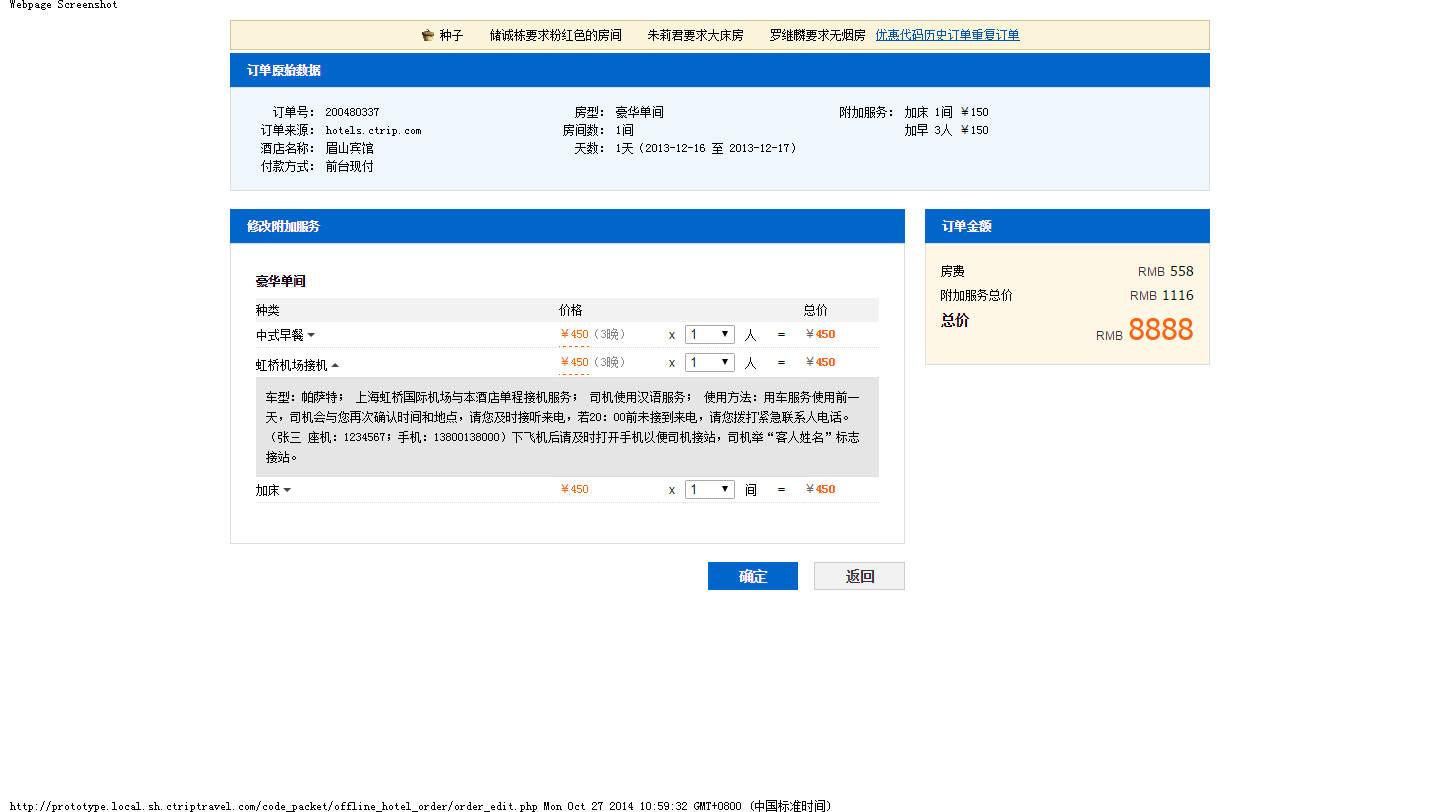 Webpage Screenshot
种子 储诚栋要求粉红色的房间 朱莉君要求大床房 罗维麟要求无烟房 优惠代码历史订单重复订单
订单原始数据
订单号： 200480337 房型： 豪华单间 附加服务： 加床 1间 ￥150
订单来源： hotels.ctrip.com 房间数： 1间 加早 3人 ￥150
酒店名称： 眉山宾馆 天数： 1天（2013-12-16 至 2013-12-17）
付款方式： 前台现付
修改附加服务
豪华单间
种类 价格 总价
中式早餐 ￥450（3晚） x 1 人 = ￥450
虹桥机场接机 ￥450（3晚） x 1 人 = ￥450
车型：帕萨特； 上海虹桥国际机场与本酒店单程接机服务； 司机使用汉语服务； 使用方法：用车服务使用前一
天，司机会与您再次确认时间和地点，请您及时接听来电，若20：00前未接到来电，请您拨打紧急联系人电话。
（张三 座机：1234567；手机：13800138000）下飞机后请及时打开手机以便司机接站，司机举“客人姓名”标志
接站。
加床 ￥450 x 1 间 = ￥450
确定 返回
订单金额
房费 RMB 558
附加服务总价 RMB 1116
总价 RMB 8888
http://prototype.local.sh.ctriptravel.com/code_packet/offline_hotel_order/order_edit.php Mon Oct 27 2014 10:59:32 GMT+0800 (中国标准时间)